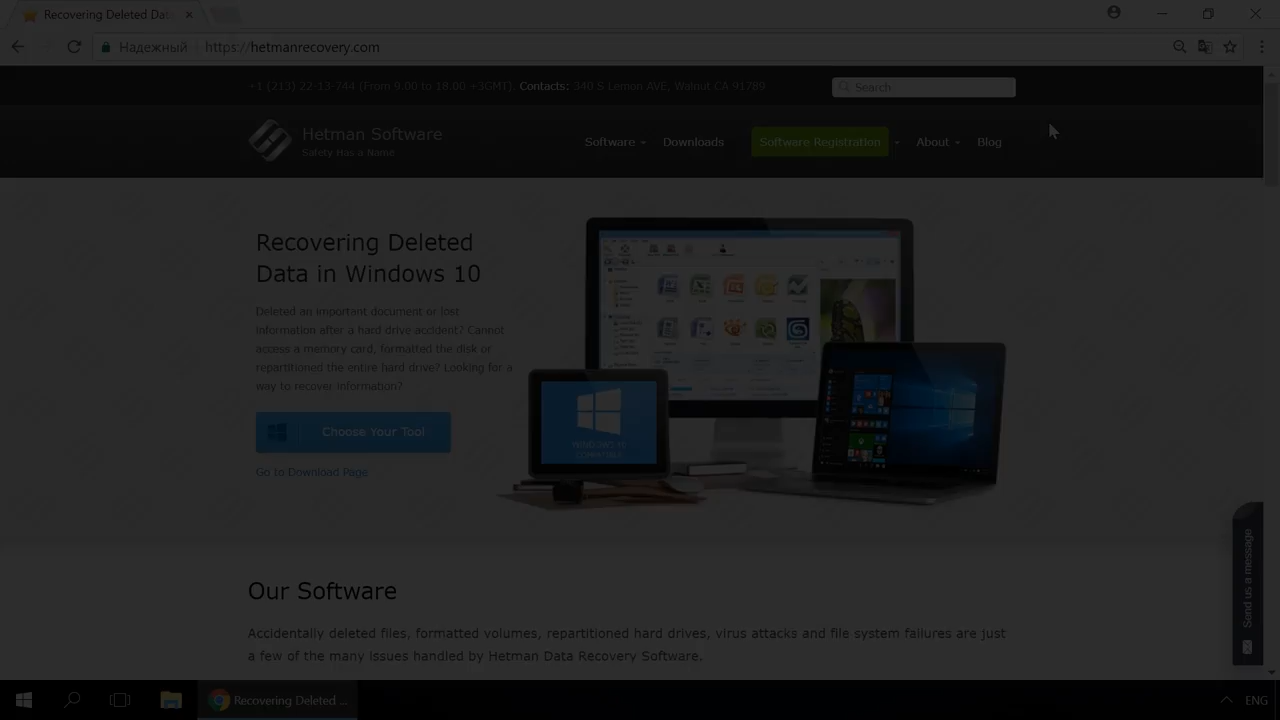 Recovering Deleted Dat
Надежный
https://hetmanrecovery.com
+1 (213) 22-13-744 (From 9.00 to 18.00 +3GMT), Contacts: 340 S Lemon AVE, Walnut CA 91789
Search
Hetman Software
Safety Has a Name
Software
Downloads
Software Registration
About
Blog
Recovering Deleted
Data in Windows 10
Deleted an important document or lost
information after a hard drive accident? Cannot
access a memory card, formatted the disk or
repartitioned the entire hard drive? Looking for a
way to recover information?
Choose Your Tool
Go to Download Page
WINDOWS 10
COMPATIBLE
Send us a message
Our Software
Accidentally deleted files, formatted volumes, repartitioned hard drives, virus attacks and file system failures are just
a few of the many issues handled by Hetman Data Recovery Software.
Recovering Deleted ...
ENG